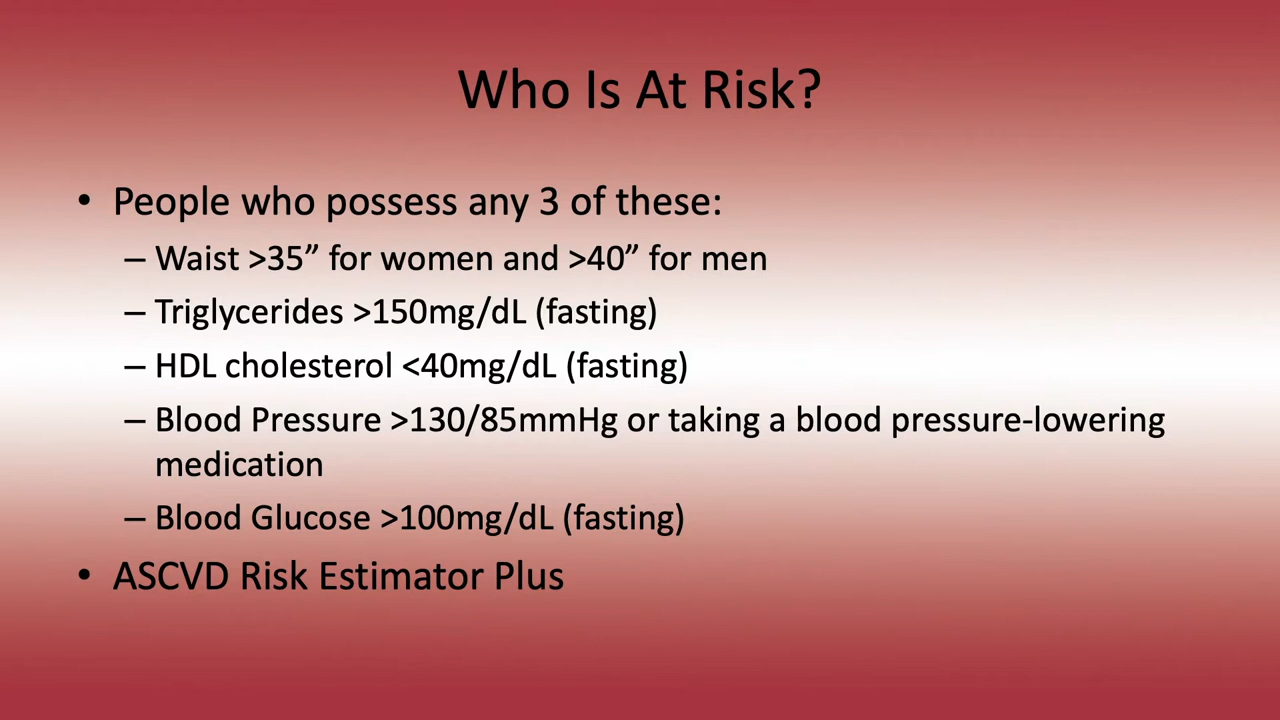 Who Is At Risk?
• People who possess any 3 of these:
– Waist >35” for women and >40” for men
– Triglycerides >150mg/dL (fasting)
– HDL cholesterol <40mg/dL (fasting)
– Blood Pressure >130/85mmHg or taking a blood pressure-lowering
medication
– Blood Glucose >100mg/dL (fasting)
• ASCVD Risk Estimator Plus